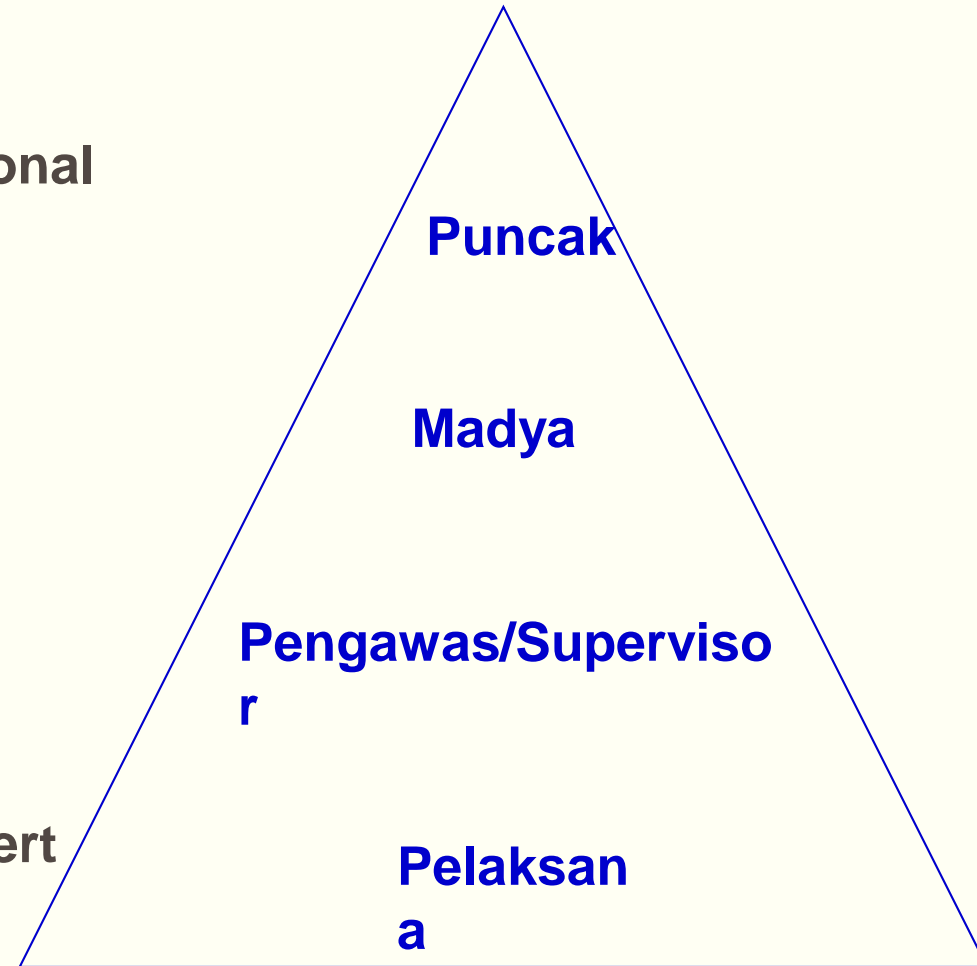 onal
Puncak
Madya
Pengawas/Superviso
r
ert
Pelaksan
a